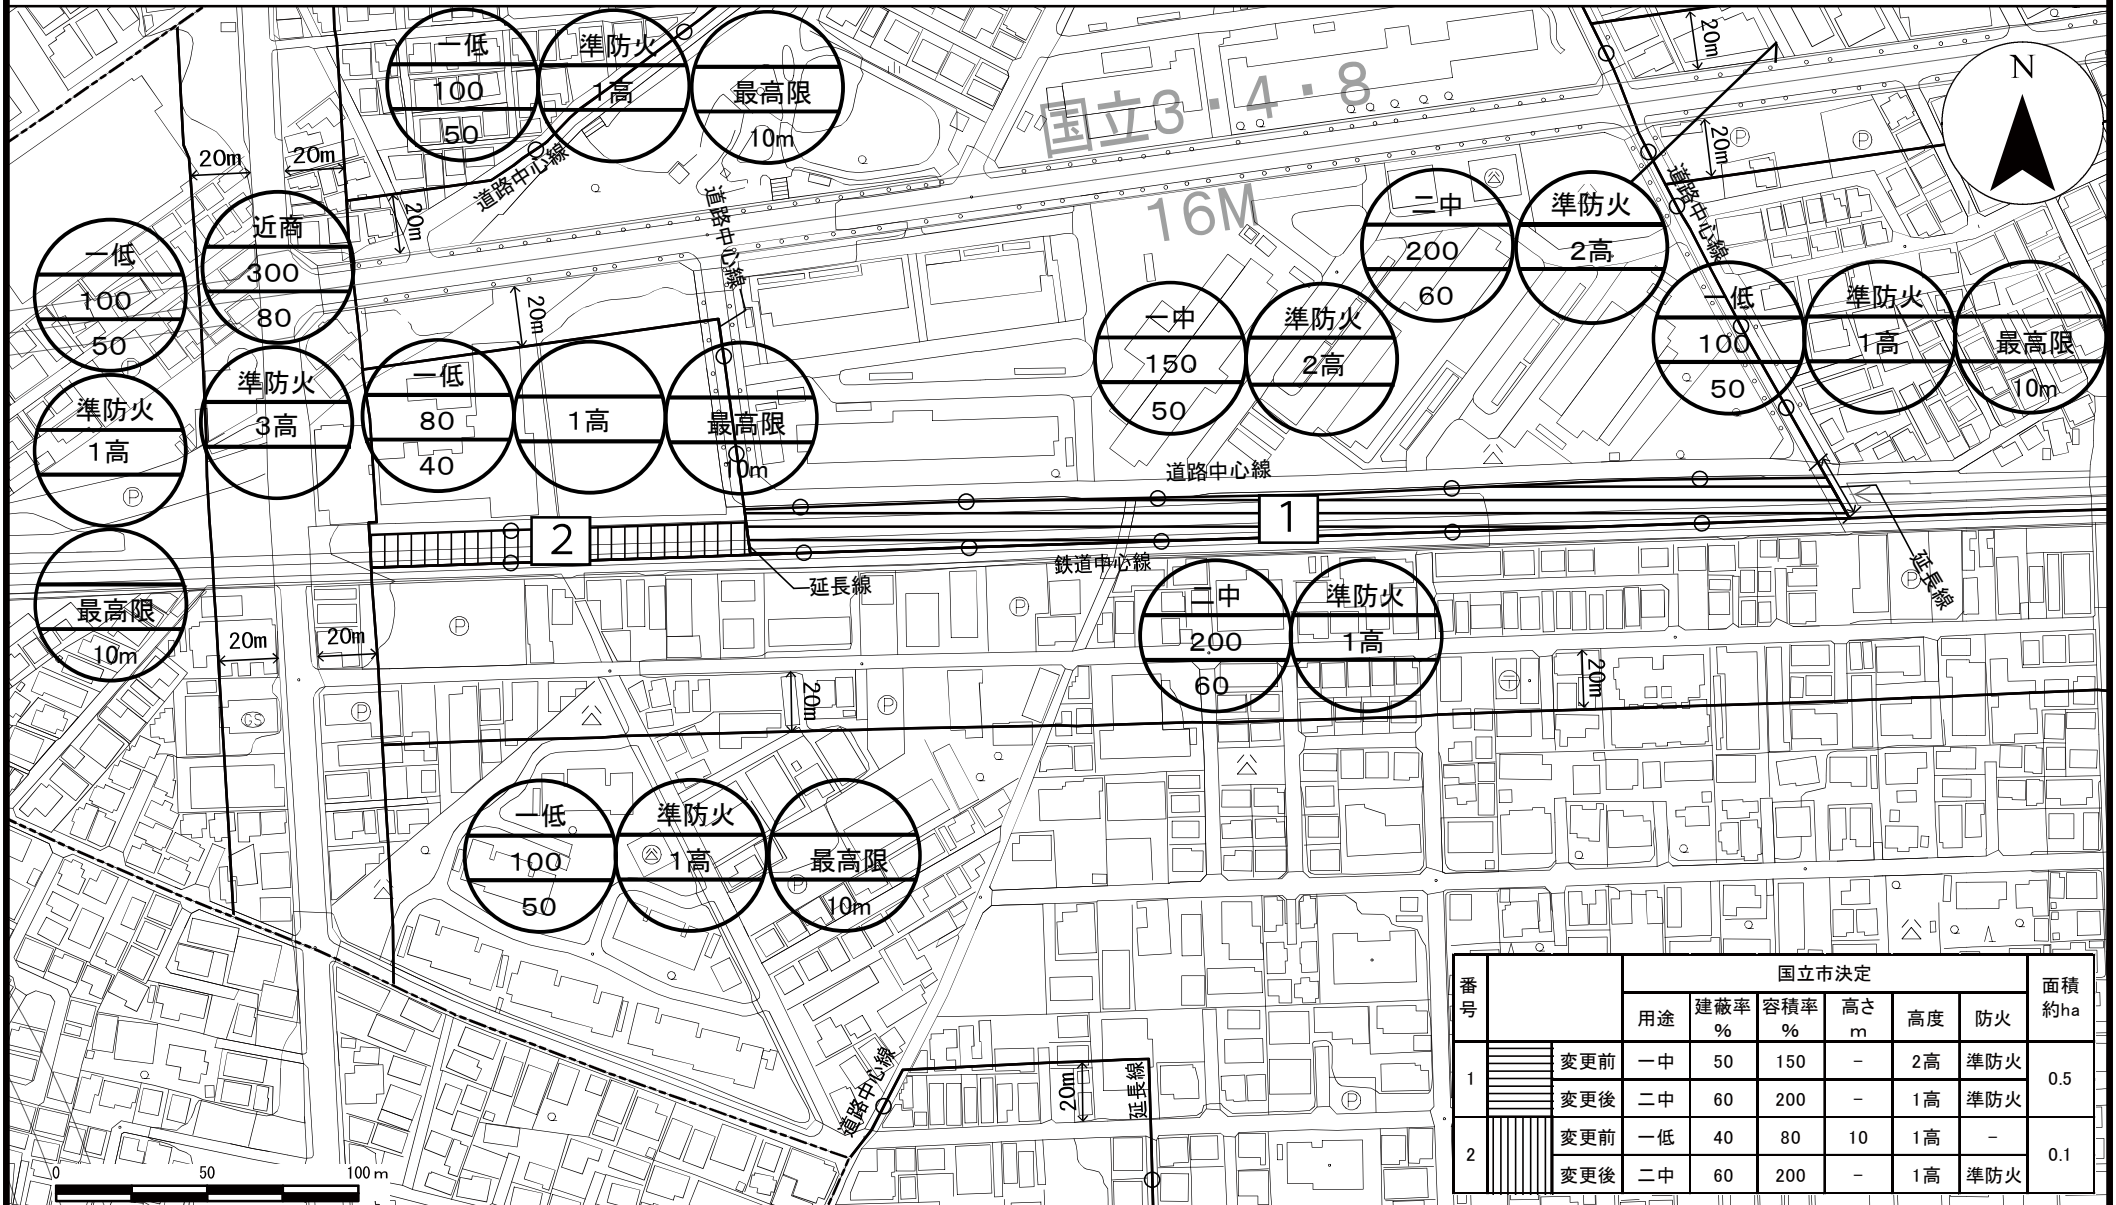 一低
100
50
準防火
1高
最高限
10m
国立3・4・8
16M
20m
20m
N
20m
20m
道路中心線
20m
道路中心線
道路中心線
一低
100
50
準防火
1高
最高限
10m
近商
300
80
準防火
3高
20m
一低
80
40
1高
最高限
10m
一中
150
50
準防火
2高
二中
200
60
準防火
2高
一低
100
50
準防火
1高
最高限
10m
P
P
P
P
道路中心線
1
2
鉄道中心線
延長線
延長線
二中
200
60
準防火
1高
P
P
P
20m
20m
20m
20m
GS
P
P
一低
100
50
準防火
1高
最高限
10m
P
道路中心線
20m
延長線
P
0 50 100 m
番号 国立市決定 面積約ha
用途 建蔽率% 容積率% 高さm 高度 防火
1 変更前 一中 50 150 - 2高 準防火 0.5
変更後 二中 60 200 - 1高 準防火
2 変更前 一低 40 80 10 1高 - 0.1
変更後 二中 60 200 - 1高 準防火